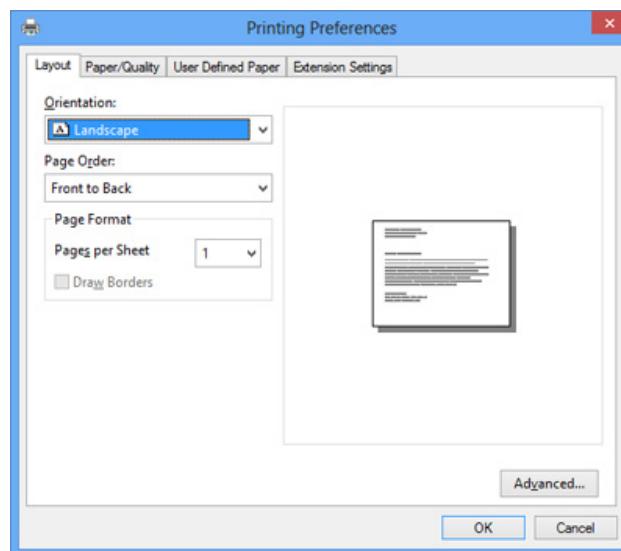 Printing Preferences
Layout Paper/Quality User Defined Paper Extension Settings
Orientation:
A Landscape
Page Order:
Front to Back
Page Format
Pages per Sheet 1
Draw Borders
Advanced...
OK Cancel